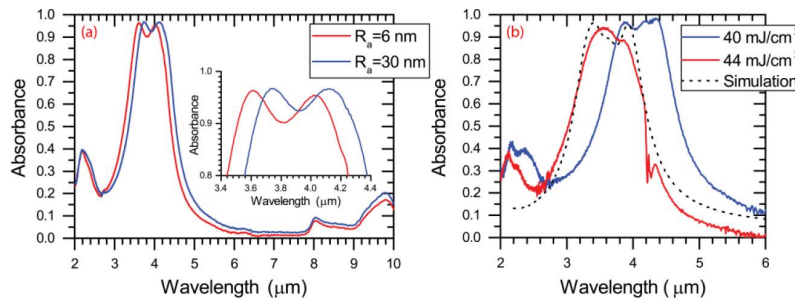 (a)
R_a=6 nm
R_a=30 nm
1.0
0.9
0.8
0.7
0.6
0.5
0.4
0.3
0.2
0.1
0.0
Absorbance
2 3 4 5 6 7 8 9 10
Wavelength (μm)
1.0
0.9
0.8
Absorbance
3.4 3.6 3.8 4.0 4.2 4.4
Wavelength (μm)
(b)
40 mJ/cm
44 mJ/cm
Simulation
1.0
0.9
0.8
0.7
0.6
0.5
0.4
0.3
0.2
0.1
0.0
Absorbance
2 3 4 5 6
Wavelength (μm)